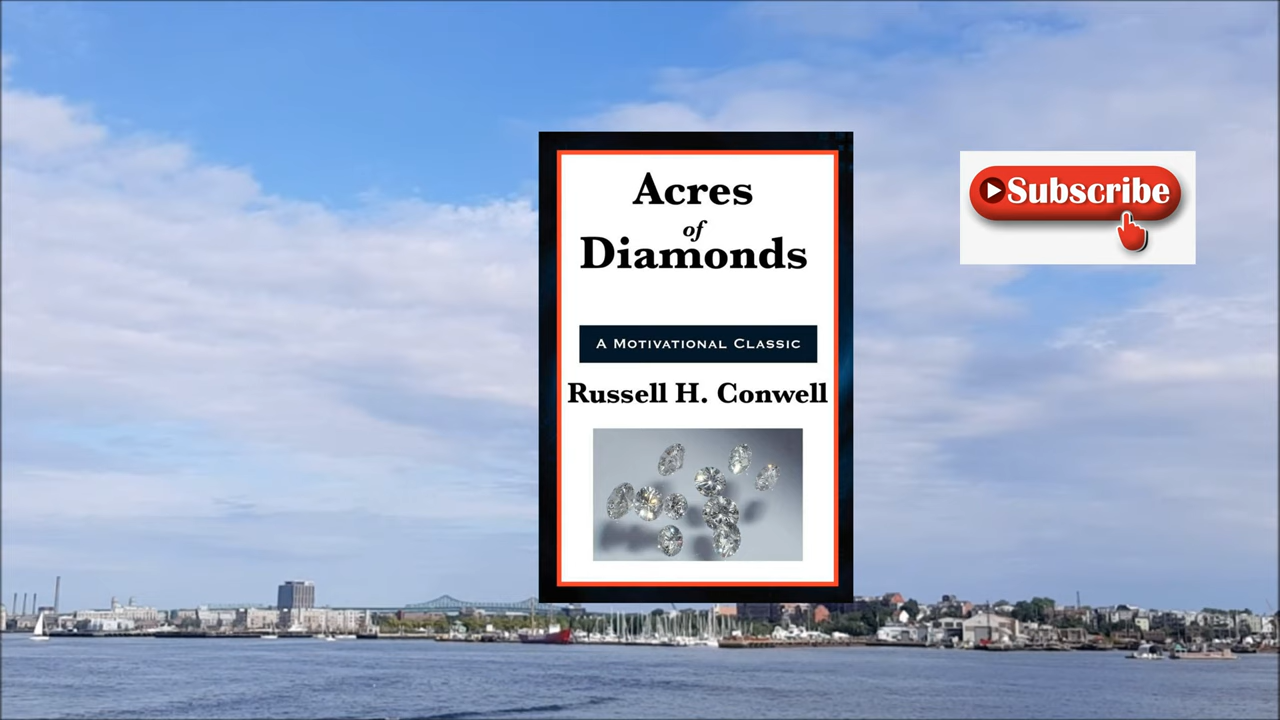 Acres
of
Diamonds
A Motivational Classic
Russell H. Conwell
Subscribe